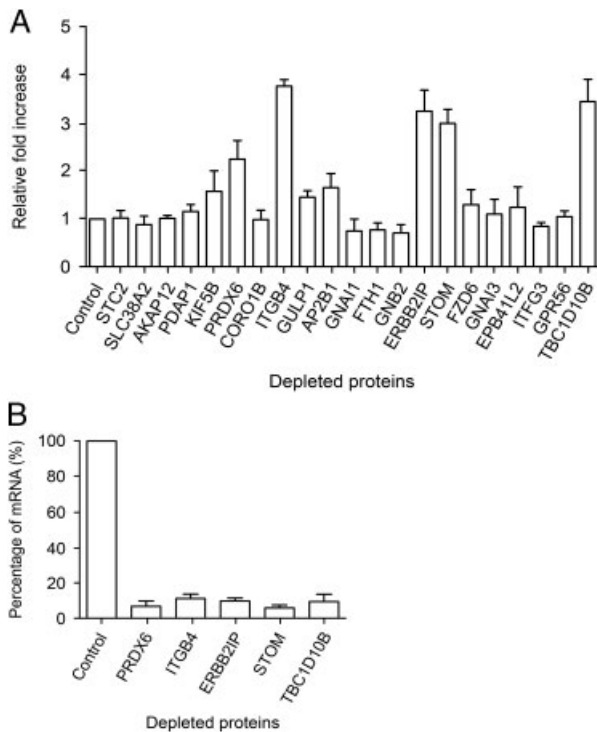 A
Relative fold increase
5
4
3
2
1
0
Control
STC2
SLC38A2
AKAP12
PDAP1
KIF5B
PRDX6
CORO1B
ITGB4
GULP1
AP2B1
GNAI1
FTH1
GNB2
ERBB2IP
STOM
FZD6
GNAI3
EPB41L2
ITFG3
GPR56
TBC1D10B
Depleted proteins
B
Percentage of mRNA (%)
100
80
60
40
20
0
Control
PRDX6
ITGB4
ERBB2IP
STOM
TBC1D10B
Depleted proteins